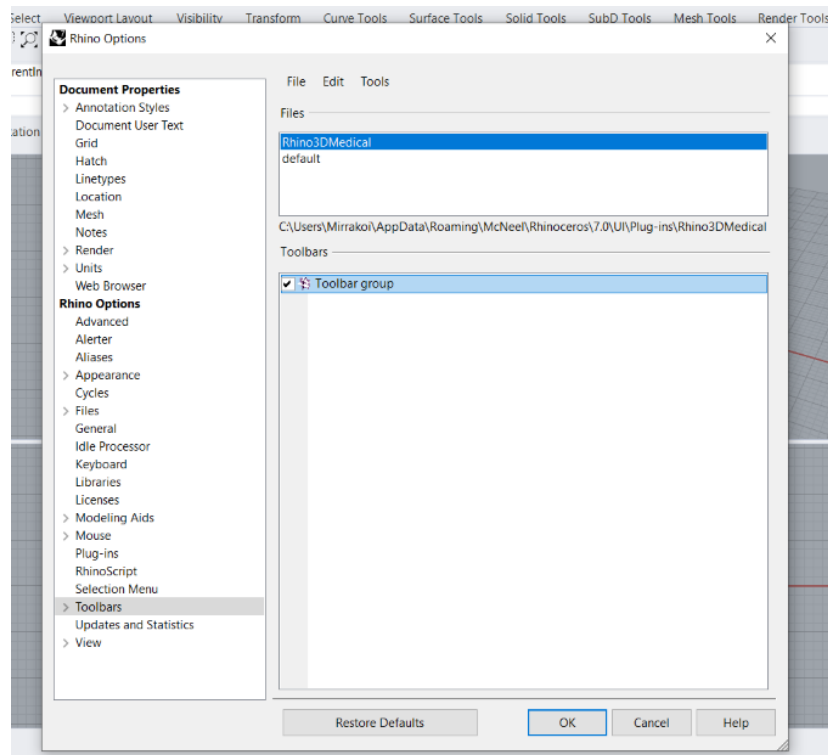 Select Viewport Layout Visibility Transform Curve Tools Surface Tools Solid Tools SubD Tools Mesh Tools Render Tools
Rhino Options
File Edit Tools
Document Properties
Annotation Styles
Document User Text
Grid
Hatch
Linetypes
Location
Mesh
Notes
Render
Units
Web Browser
Rhino Options
Advanced
Alerter
Aliases
Appearance
Cycles
Files
General
Idle Processor
Keyboard
Libraries
Licenses
Modeling Aids
Mouse
Plug-ins
RhinoScript
Selection Menu
Toolbars
Updates and Statistics
View
Files
Rhino3DMedical
default
C:\Users\Mirrakoi\AppData\Roaming\McNeel\Rhinoceros\7.0\UI\Plug-ins\Rhino3DMedical
Toolbars
Toolbar group
Restore Defaults OK Cancel Help